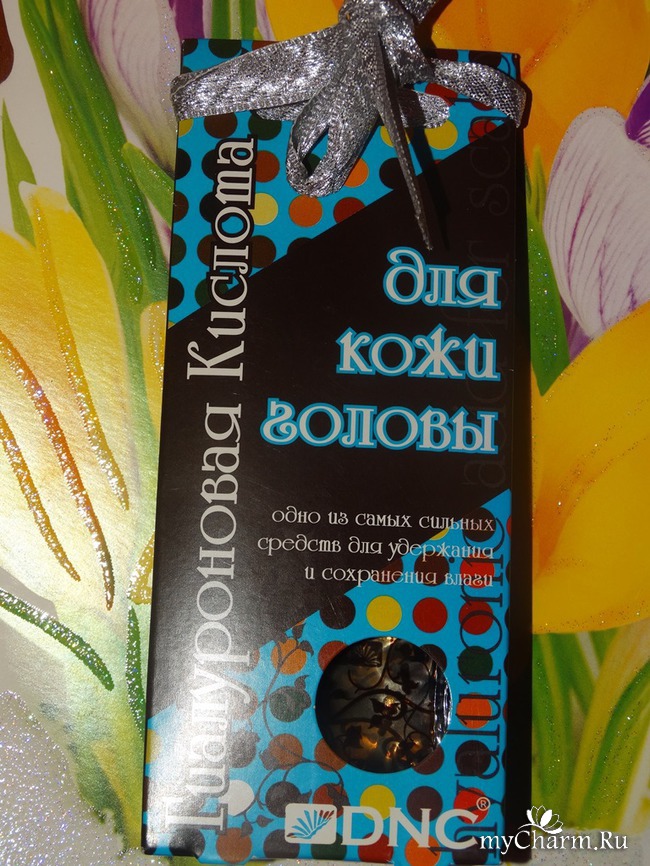 Гиалуроновая Кислота
для
кожи
головы
одно из самых сильных
средств для удержания
и сохранения влаги
DNC®
myCharm.Ru